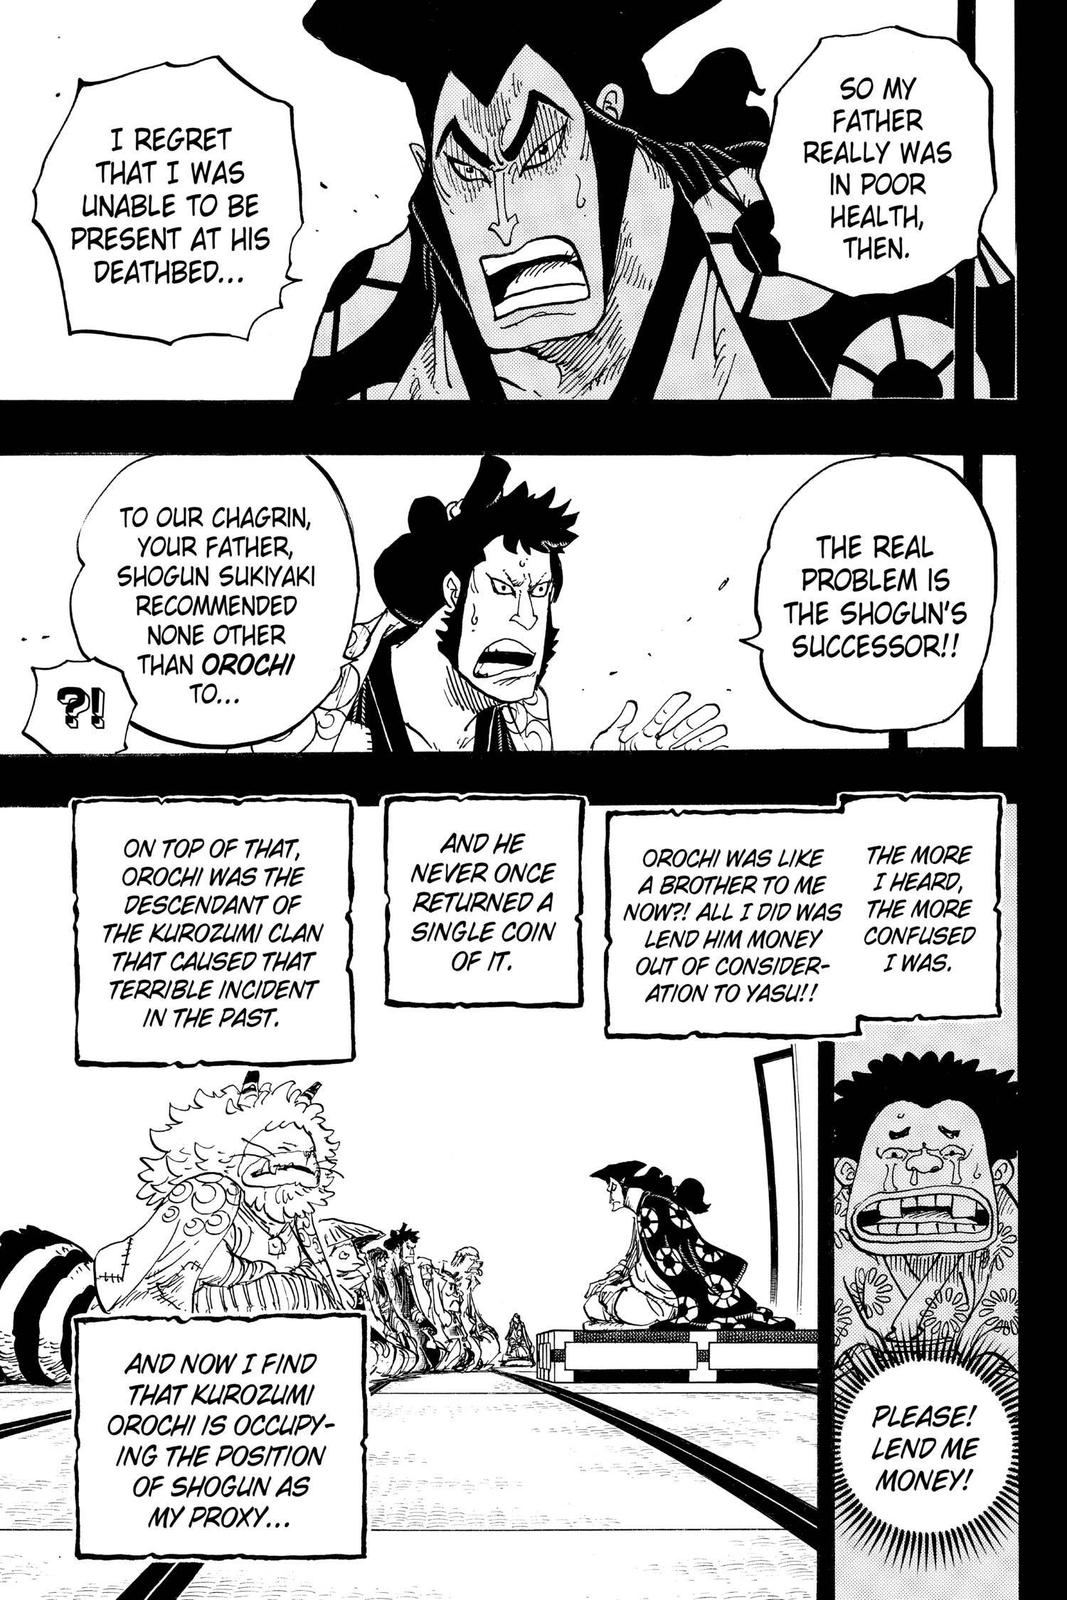 SO MY
FATHER
REALLY WAS
IN POOR
HEALTH,
THEN.
I REGRET
THAT I WAS
UNABLE TO BE
PRESENT AT HIS
DEATHBED...
THE REAL
PROBLEM IS
THE SHOGUN'S
SUCCESSOR!!
TO OUR CHAGRIN,
YOUR FATHER,
SHOGUN SUKIYAKI
RECOMMENDED
NONE OTHER
THAN OROCHI
TO...
?!
THE MORE
I HEARD,
THE MORE
CONFUSED
I WAS.
OROCHI WAS LIKE
A BROTHER TO ME
NOW?! ALL I DID WAS
LEND HIM MONEY
OUT OF CONSIDER-
ATION TO YASU!!
AND HE
NEVER ONCE
RETURNED A
SINGLE COIN
OF IT.
ON TOP OF THAT,
OROCHI WAS THE
DESCENDANT OF
THE KUROZUMI CLAN
THAT CAUSED THAT
TERRIBLE INCIDENT
IN THE PAST.
PLEASE!
LEND ME
MONEY!
AND NOW I FIND
THAT KUROZUMI
OROCHI IS OCCUPY-
ING THE POSITION
OF SHOGUN AS
MY PROXY...